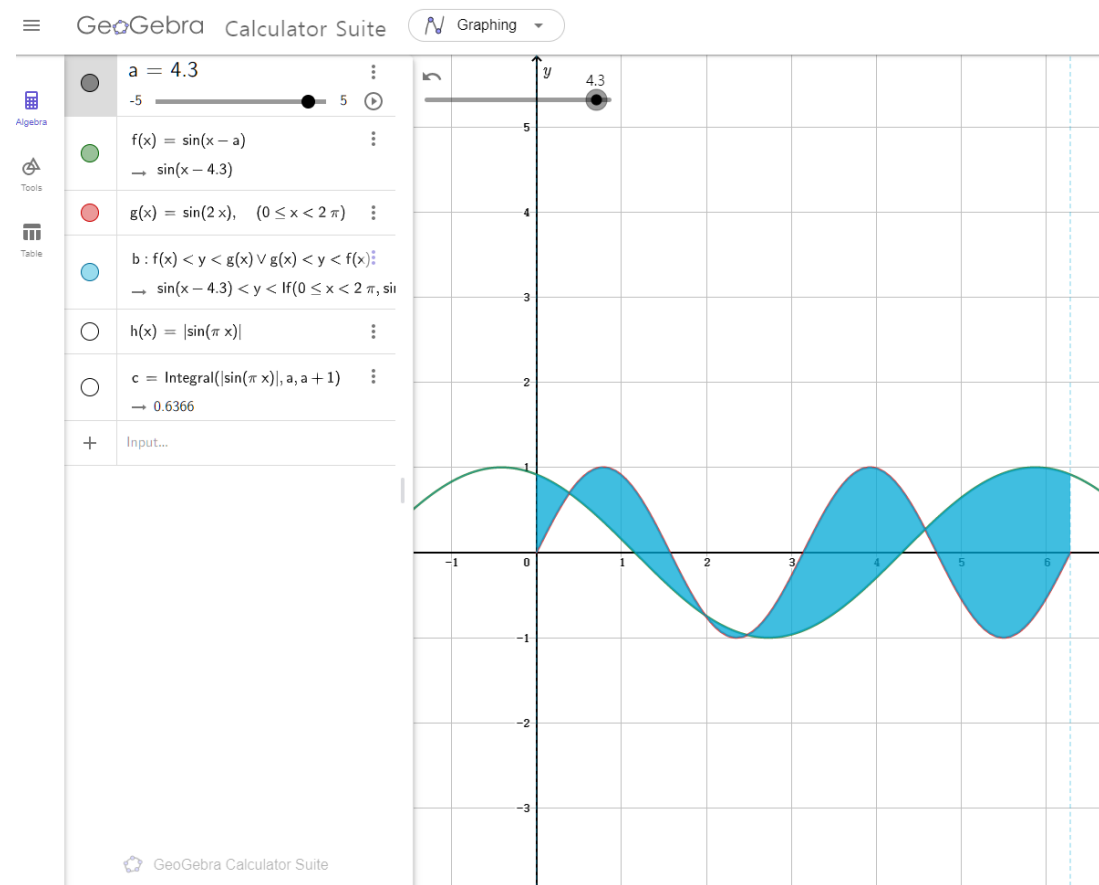 GeoGebra Calculator Suite
Graphing
Algebra
Tools
Table
a = 4.3
-5 5
f(x) = sin(x − a)
→ sin(x − 4.3)
g(x) = sin(2 x), (0 ≤ x < 2 π)
b : f(x) < y < g(x) ∨ g(x) < y < f(x)
→ sin(x − 4.3) < y < If(0 ≤ x < 2 π, sin
h(x) = |sin(π x)|
c = Integral(|sin(π x)|, a, a + 1)
→ 0.6366
+ Input...
GeoGebra Calculator Suite
y
4.3
5
4
3
2
1
−1 0 1 2 3 4 5 6
−1
−2
−3